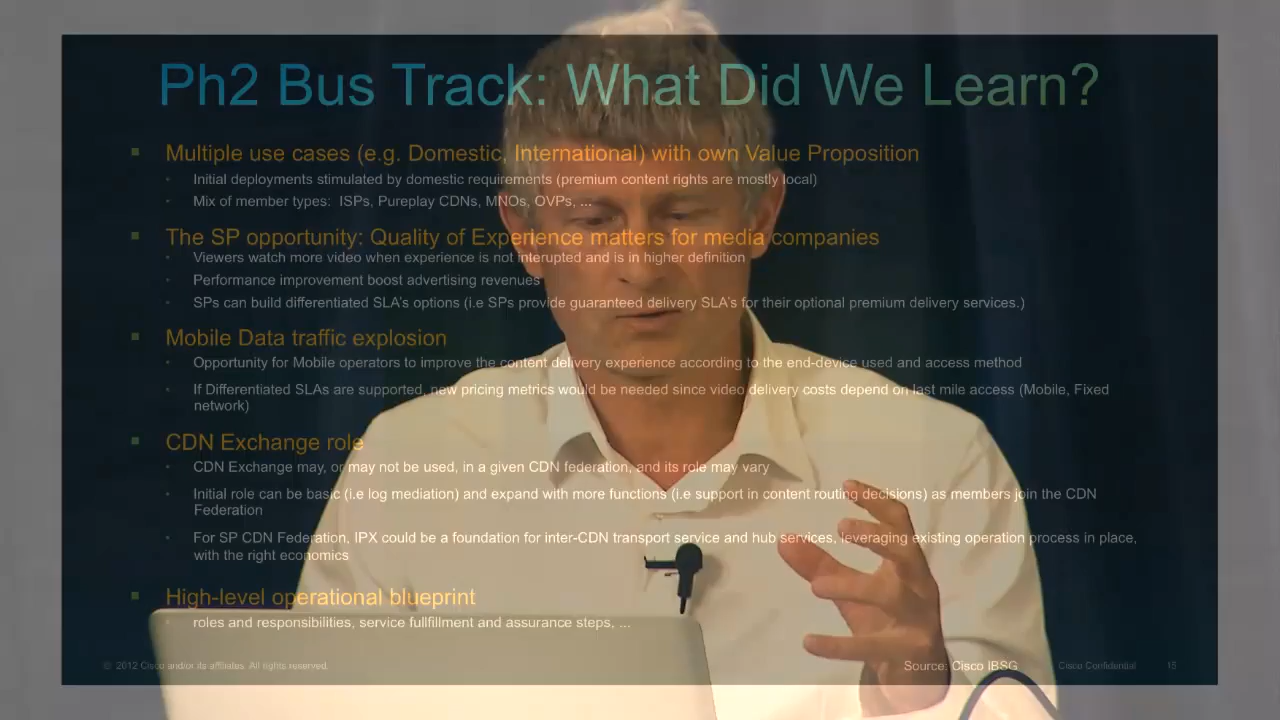 Ph2 Bus Track: What Did We Learn?
Multiple use cases (e.g. Domestic, International) with own Value Proposition
Initial deployments stimulated by domestic requirements (premium content rights are mostly local)
Mix of member types: ISPs, Pureplay CDNs, MNOs, OVPs, ...
The SP opportunity: Quality of Experience matters for media companies
Viewers watch more video when experience is not interupted and is in higher definition
Performance improvement boost advertising revenues
SPs can build differentiated SLA's options (i.e SPs provide guaranteed delivery SLA's for their optional premium delivery services.)
Mobile Data traffic explosion
Opportunity for Mobile operators to improve the content delivery experience according to the end-device used and access method
If Differentiated SLAs are supported, new pricing metrics would be needed since video delivery costs depend on last mile access (Mobile, Fixed
network)
CDN Exchange role
CDN Exchange may, or may not be used, in a given CDN federation, and its role may vary
Initial role can be basic (i.e log mediation) and expand with more functions (i.e support in content routing decisions) as members join the CDN
Federation
For SP CDN Federation, IPX could be a foundation for inter-CDN transport service and hub services, leveraging existing operation process in place,
with the right economics
High-level operational blueprint
roles and responsibilities, service fullfillment and assurance steps, ...
© 2012 Cisco and/or its affiliates. All rights reserved.
Source: Cisco IBSG
Cisco Confidential
15